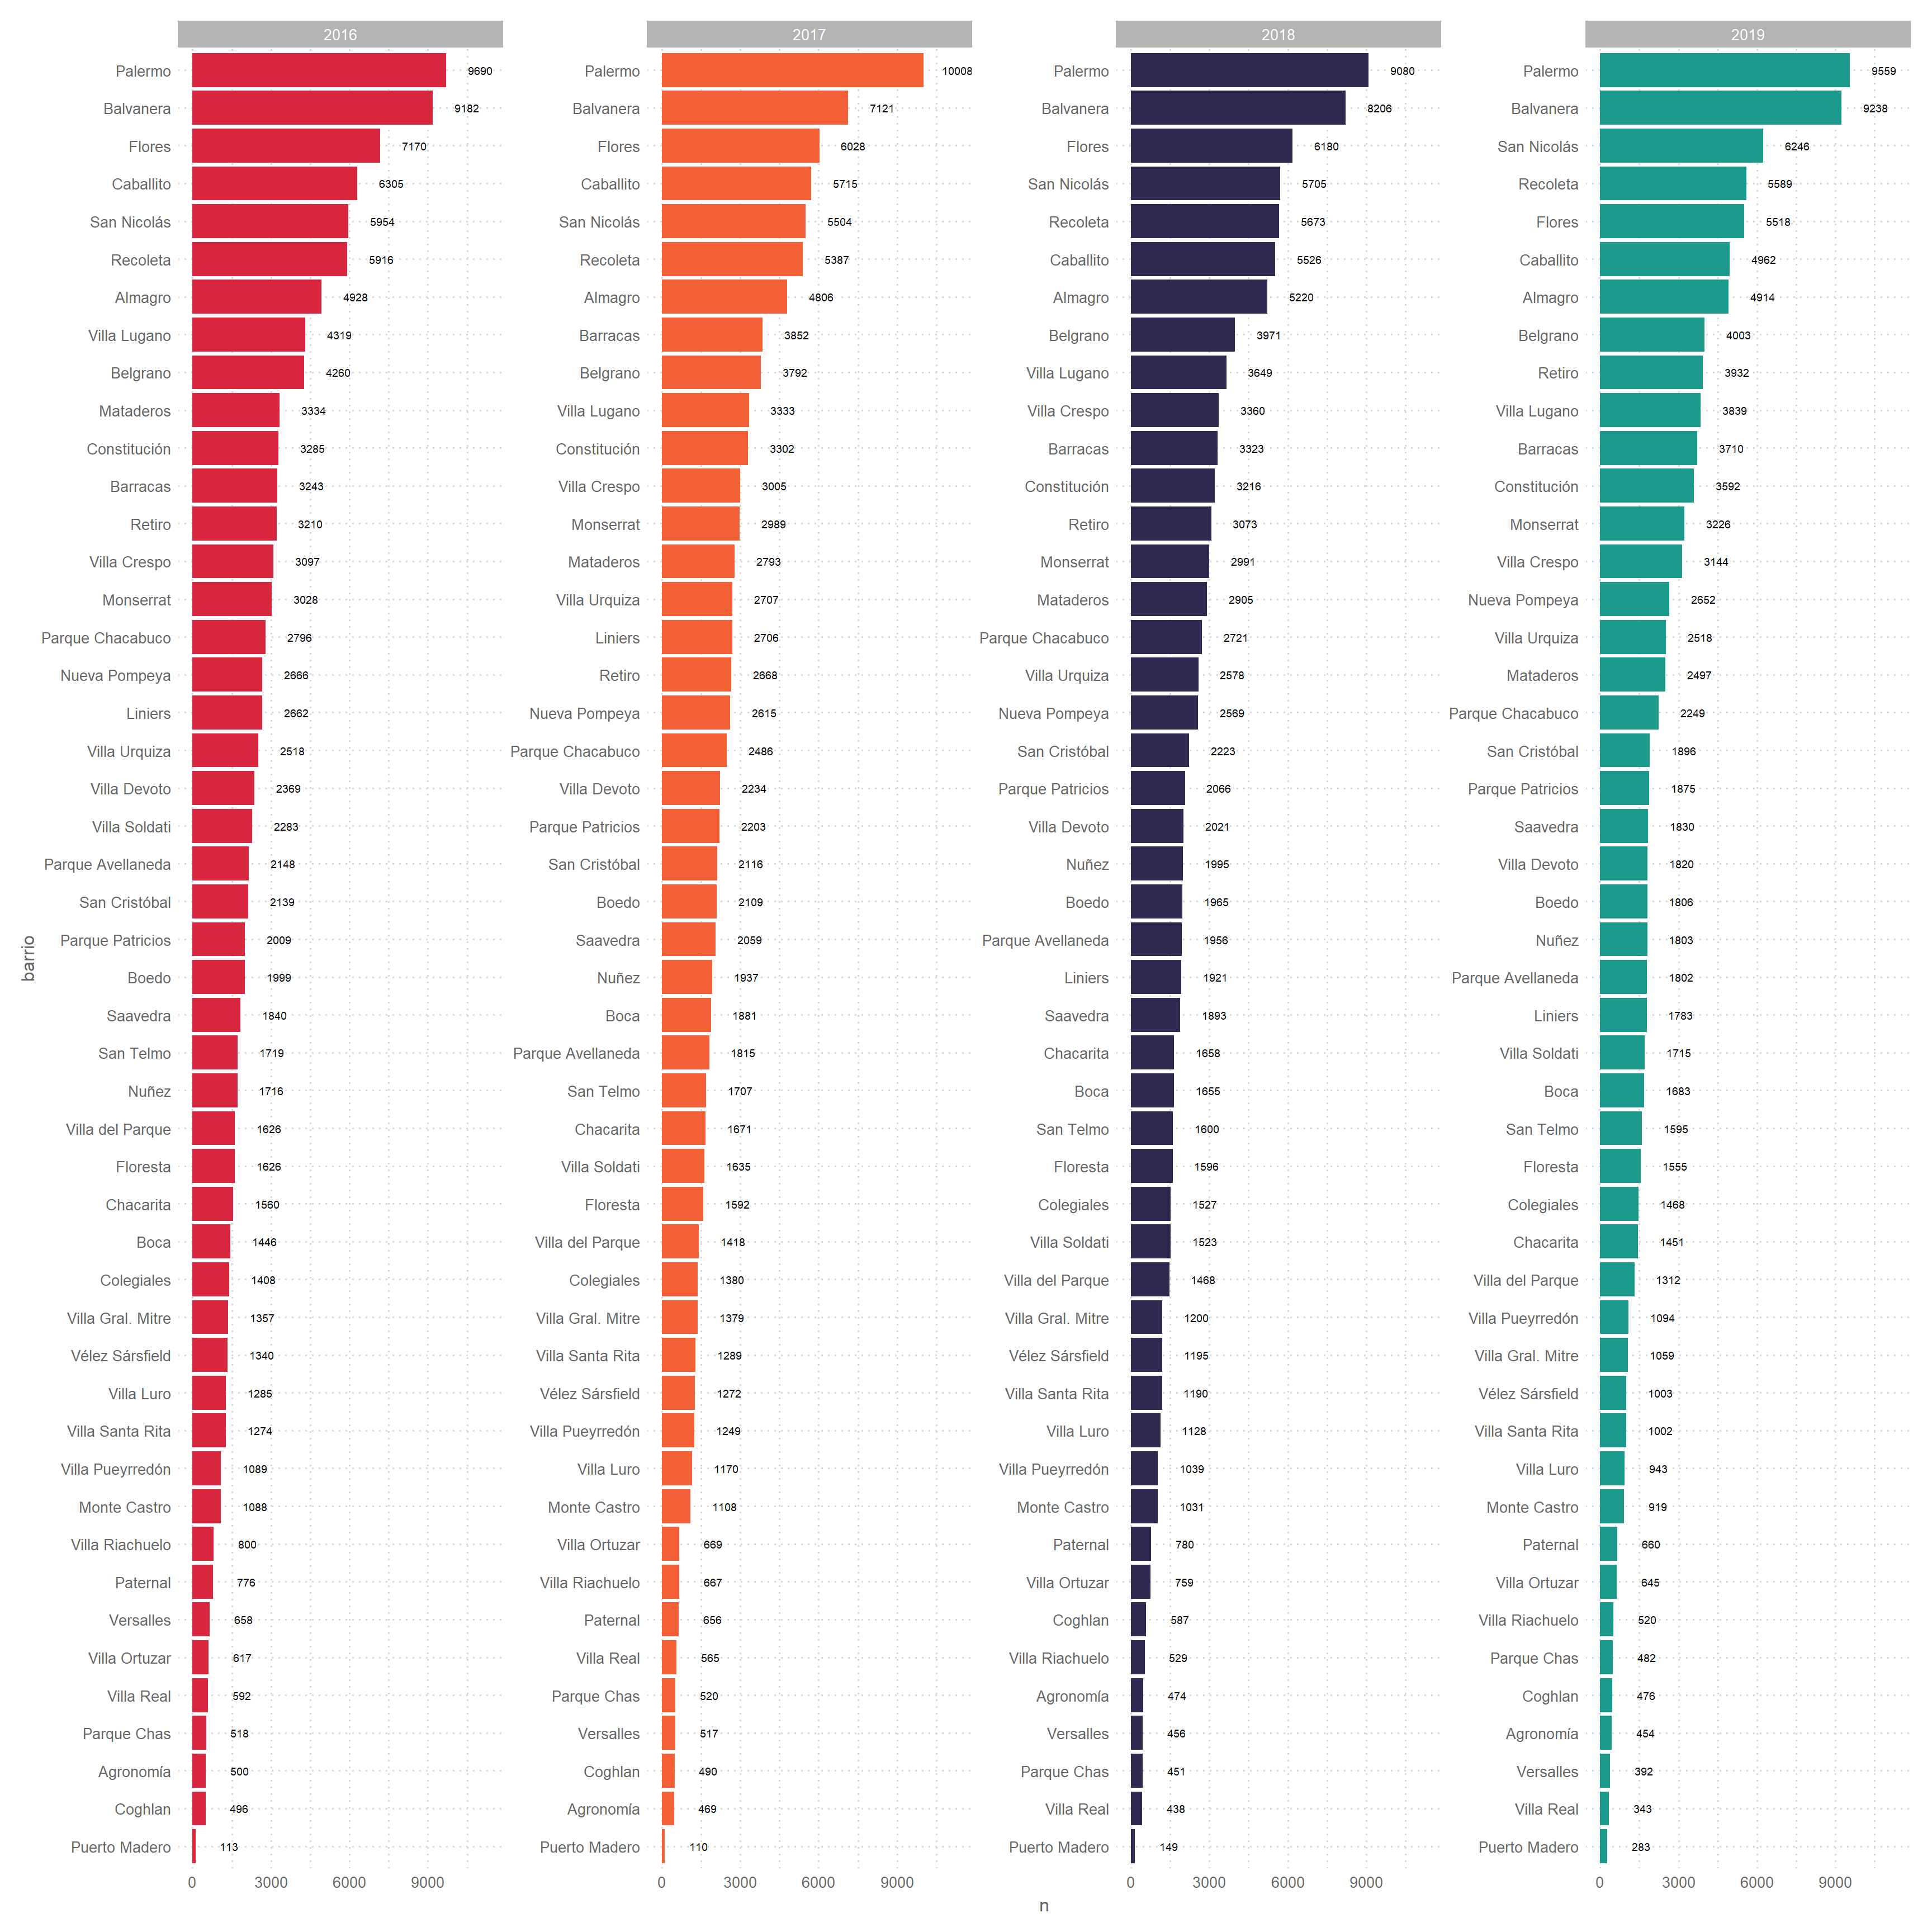 2016
2017
2018
2019
Palermo 9690 Palermo 10008 Palermo 9080 Palermo 9559
Balvanera 9182 Balvanera 7121 Balvanera 8206 Balvanera 9238
Flores 7170 Flores 6028 Flores 6180 San Nicolás 6246
Caballito 6305 Caballito 5715 San Nicolás 5705 Recoleta 5589
San Nicolás 5954 San Nicolás 5504 Recoleta 5673 Flores 5518
Recoleta 5916 Recoleta 5387 Caballito 5526 Caballito 4962
Almagro 4928 Almagro 4806 Almagro 5220 Almagro 4914
Villa Lugano 4319 Barracas 3852 Belgrano 3971 Belgrano 4003
Belgrano 4260 Belgrano 3792 Villa Lugano 3649 Retiro 3932
Mataderos 3334 Villa Lugano 3333 Villa Crespo 3360 Villa Lugano 3839
Constitución 3285 Constitución 3302 Barracas 3323 Barracas 3710
Barracas 3243 Villa Crespo 3005 Constitución 3216 Constitución 3592
Retiro 3210 Monserrat 2989 Retiro 3073 Monserrat 3226
Villa Crespo 3097 Mataderos 2793 Monserrat 2991 Villa Crespo 3144
Monserrat 3028 Villa Urquiza 2707 Mataderos 2905 Nueva Pompeya 2652
Parque Chacabuco 2796 Liniers 2706 Parque Chacabuco 2721 Villa Urquiza 2518
Nueva Pompeya 2666 Retiro 2668 Villa Urquiza 2578 Mataderos 2497
Liniers 2662 Nueva Pompeya 2615 Nueva Pompeya 2569 Parque Chacabuco 2249
Villa Urquiza 2518 Parque Chacabuco 2486 San Cristóbal 2223 San Cristóbal 1896
Villa Devoto 2369 Villa Devoto 2234 Parque Patricios 2066 Parque Patricios 1875
Villa Soldati 2283 Parque Patricios 2203 Villa Devoto 2021 Saavedra 1830
Parque Avellaneda 2148 San Cristóbal 2116 Nuñez 1995 Villa Devoto 1820
San Cristóbal 2139 Boedo 2109 Boedo 1965 Boedo 1806
Parque Patricios 2009 Saavedra 2059 Parque Avellaneda 1956 Nuñez 1803
Boedo 1999 Nuñez 1937 Liniers 1921 Parque Avellaneda 1802
Saavedra 1840 Boca 1881 Saavedra 1893 Liniers 1783
San Telmo 1719 Parque Avellaneda 1815 Chacarita 1658 Villa Soldati 1715
Nuñez 1716 San Telmo 1707 Boca 1655 Boca 1683
Villa del Parque 1626 Chacarita 1671 San Telmo 1600 San Telmo 1595
Floresta 1626 Villa Soldati 1635 Floresta 1596 Floresta 1555
Chacarita 1560 Floresta 1592 Colegiales 1527 Colegiales 1468
Boca 1446 Villa del Parque 1418 Villa Soldati 1523 Chacarita 1451
Colegiales 1408 Colegiales 1380 Villa del Parque 1468 Villa del Parque 1312
Villa Gral. Mitre 1357 Villa Gral. Mitre 1379 Villa Gral. Mitre 1200 Villa Pueyrredón 1094
Vélez Sársfield 1340 Villa Santa Rita 1289 Vélez Sársfield 1195 Villa Gral. Mitre 1059
Villa Luro 1285 Vélez Sársfield 1272 Villa Santa Rita 1190 Vélez Sársfield 1003
Villa Santa Rita 1274 Villa Pueyrredón 1249 Villa Luro 1128 Villa Santa Rita 1002
Villa Pueyrredón 1089 Villa Luro 1170 Villa Pueyrredón 1039 Villa Luro 943
Monte Castro 1088 Monte Castro 1108 Monte Castro 1031 Monte Castro 919
Villa Riachuelo 800 Villa Ortuzar 669 Paternal 780 Paternal 660
Paternal 776 Villa Riachuelo 667 Villa Ortuzar 759 Villa Ortuzar 645
Versalles 658 Paternal 656 Coghlan 587 Villa Riachuelo 520
Villa Ortuzar 617 Villa Real 565 Villa Riachuelo 529 Parque Chas 482
Villa Real 592 Parque Chas 520 Agronomía 474 Coghlan 476
Parque Chas 518 Versalles 517 Versalles 456 Agronomía 454
Agronomía 500 Coghlan 490 Parque Chas 451 Versalles 392
Coghlan 496 Agronomía 469 Villa Real 438 Villa Real 343
Puerto Madero 113 Puerto Madero 110 Puerto Madero 149 Puerto Madero 283
0 3000 6000 9000 0 3000 6000 9000 0 3000 6000 9000 0 3000 6000 9000
n
barrio